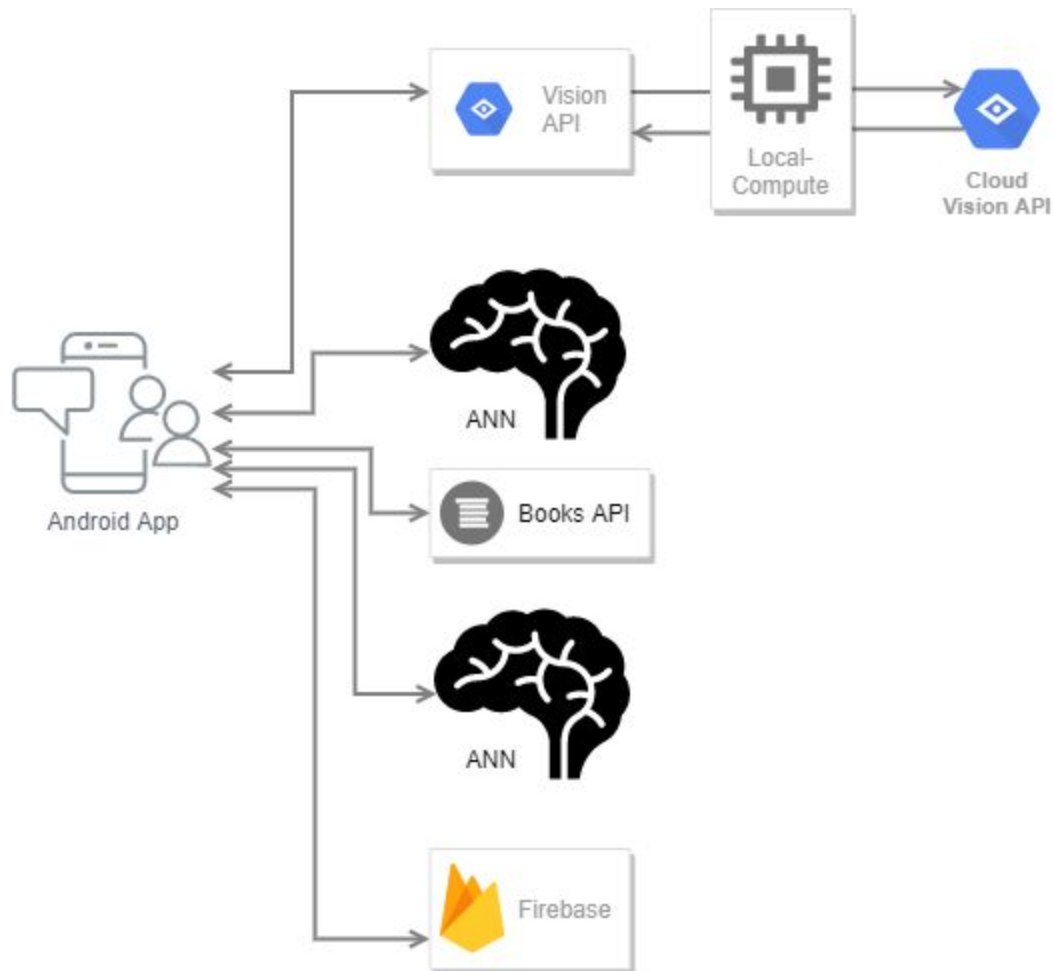 Vision
API
Local-
Compute
Cloud
Vision API
ANN
Android App
Books API
ANN
Firebase